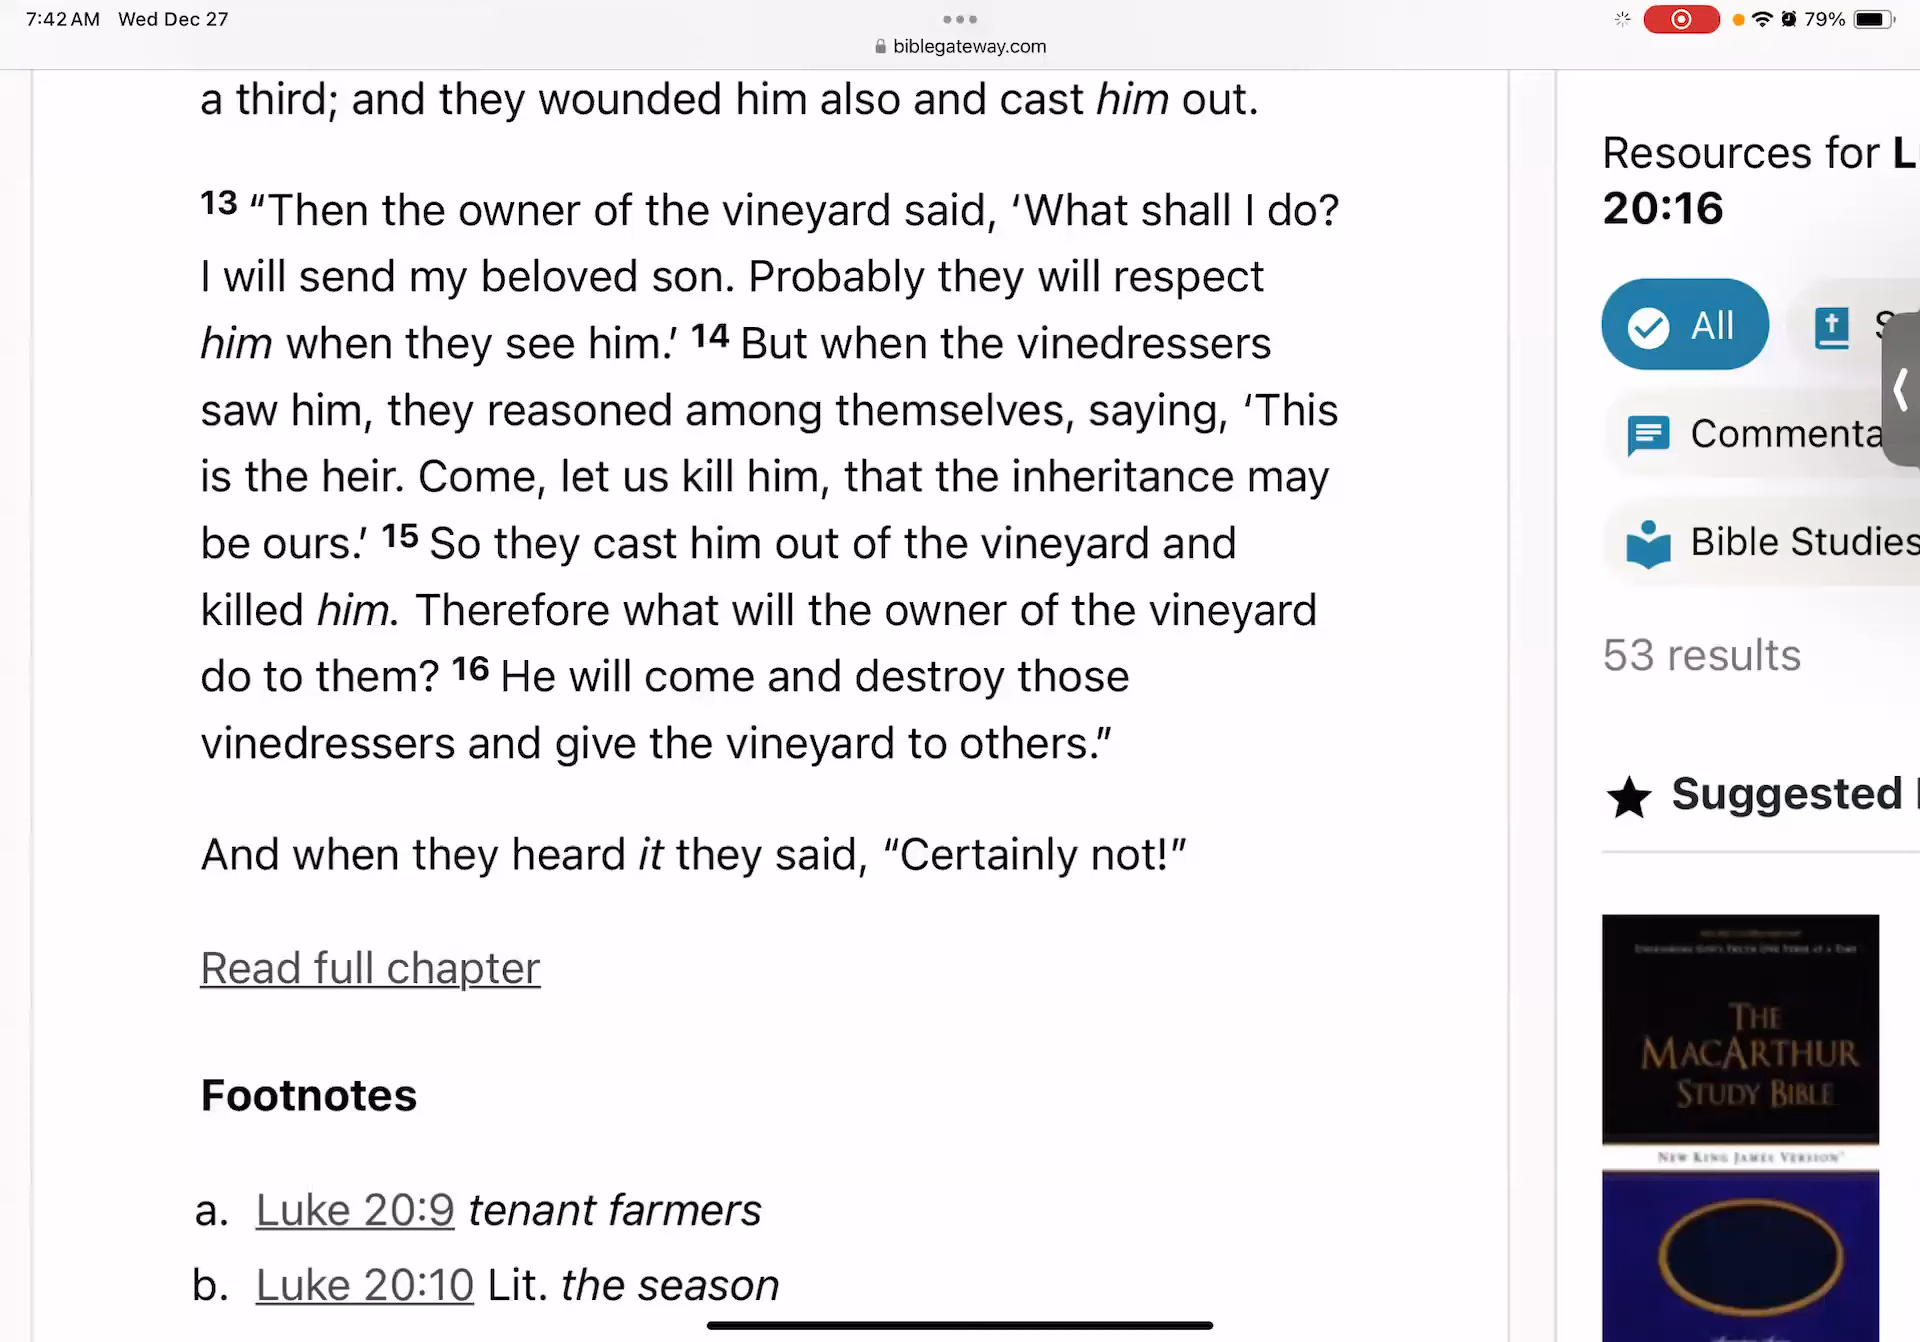 7:42 AM Wed Dec 27
79%
biblegateway.com
a third; and they wounded him also and cast him out.
13 “Then the owner of the vineyard said, ‘What shall I do?
I will send my beloved son. Probably they will respect
him when they see him.’ 14 But when the vinedressers
saw him, they reasoned among themselves, saying, ‘This
is the heir. Come, let us kill him, that the inheritance may
be ours.’ 15 So they cast him out of the vineyard and
killed him. Therefore what will the owner of the vineyard
do to them? 16 He will come and destroy those
vinedressers and give the vineyard to others.”
And when they heard it they said, “Certainly not!”
Read full chapter
Footnotes
a. Luke 20:9 tenant farmers
b. Luke 20:10 Lit. the season
Resources for L
20:16
All
S
Commenta
Bible Studies
53 results
Suggested
THE
MACARTHUR
STUDY BIBLE
NEW KING JAMES VERSION